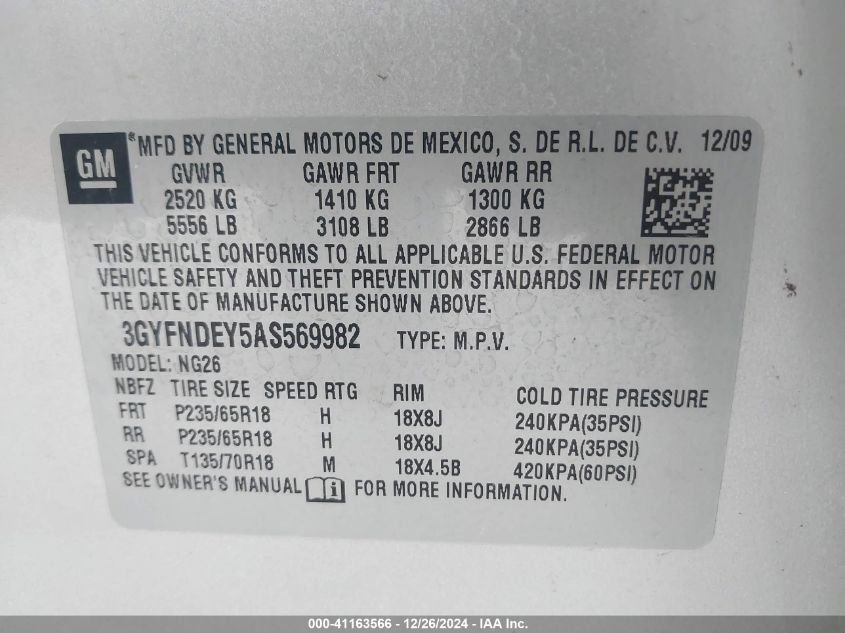 GM
*MFD BY GENERAL MOTORS DE MEXICO, S. DE R.L. DE C.V. 12/09
GVWR GAWR FRT GAWR RR
2520 KG 1410 KG 1300 KG
5556 LB 3108 LB 2866 LB
THIS VEHICLE CONFORMS TO ALL APPLICABLE U.S. FEDERAL MOTOR
VEHICLE SAFETY AND THEFT PREVENTION STANDARDS IN EFFECT ON
THE DATE OF MANUFACTURE SHOWN ABOVE.
3GYFNDEY5AS569982 TYPE: M.P.V.
MODEL: NG26
NBFZ TIRE SIZE SPEED RTG RIM COLD TIRE PRESSURE
FRT P235/65R18 H 18X8J 240KPA(35PSI)
RR P235/65R18 H 18X8J 240KPA(35PSI)
SPA T135/70R18 M 18X4.5B 420KPA(60PSI)
SEE OWNER'S MANUAL i FOR MORE INFORMATION.
000-41163566 - 12/26/2024 - IAA Inc.